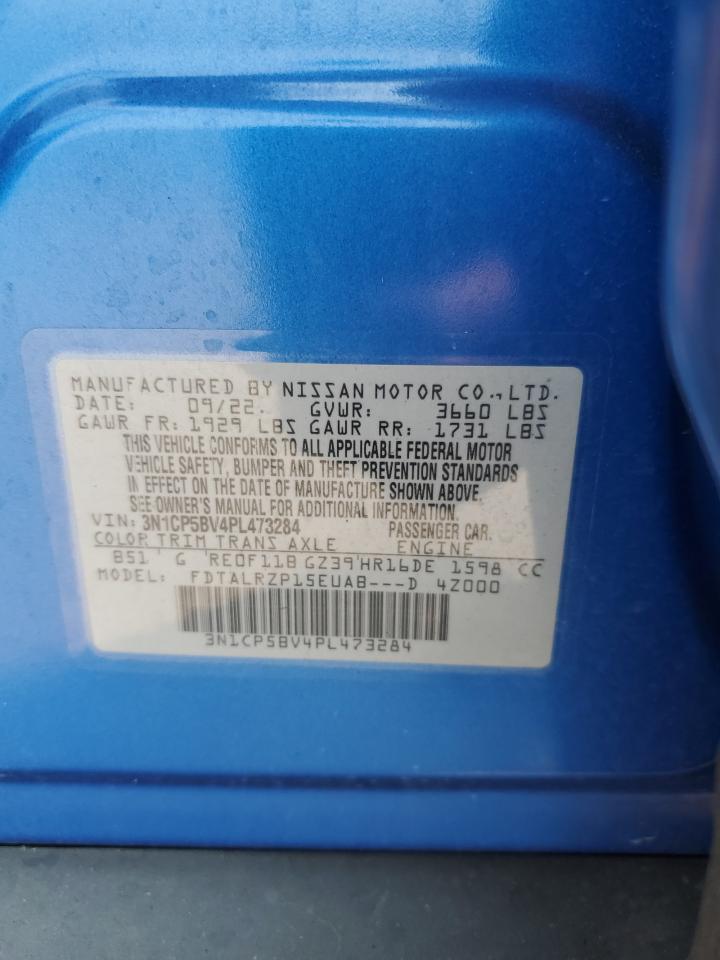 MANUFACTURED BY NISSAN MOTOR CO., LTD.
DATE: 09/22. GVWR: 3660 LBS
GAWR FR: 1929 LBS GAWR RR: 1731 LBS
THIS VEHICLE CONFORMS TO ALL APPLICABLE FEDERAL MOTOR
VEHICLE SAFETY, BUMPER AND THEFT PREVENTION STANDARDS
IN EFFECT ON THE DATE OF MANUFACTURE SHOWN ABOVE.
SEE OWNER'S MANUAL FOR ADDITIONAL INFORMATION.
VIN: 3N1CP5BV4PL473284 PASSENGER CAR.
COLOR TRIM TRANS AXLE ENGINE
B51 G RE0F11B GZ39 HR16DE 1598 CC
MODEL: FDTALRZP15EUAB---D 4Z000
3N1CP5BV4PL473284